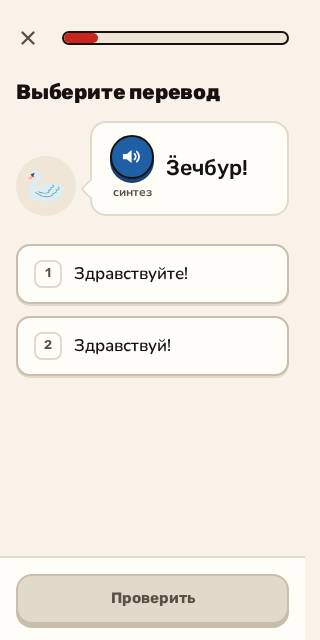 Выберите перевод
Ӟечбур!
синтез
1 Здравствуйте!
2 Здравствуй!
Проверить